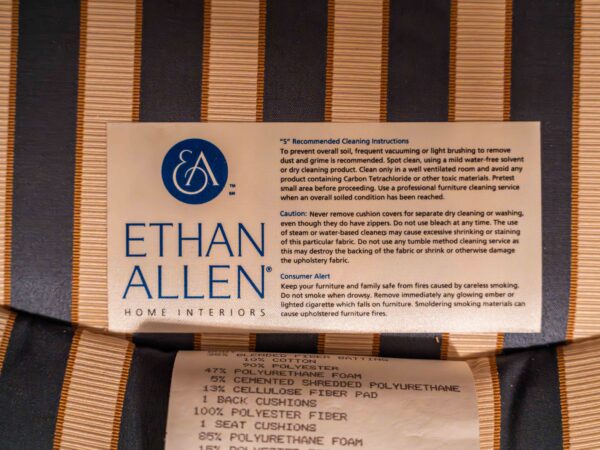 EA
TM
SM
ETHAN
ALLEN®
HOME INTERIORS
"S" Recommended Cleaning Instructions
To prevent overall soil, frequent vacuuming or light brushing to remove
dust and grime is recommended. Spot clean, using a mild water-free solvent
or dry cleaning product. Clean only in a well ventilated room and avoid any
product containing Carbon Tetrachloride or other toxic materials. Pretest
small area before proceeding. Use a professional furniture cleaning service
when an overall soiled condition has been reached.
Caution: Never remove cushion covers for separate dry cleaning or washing,
even though they do have zippers. Do not use bleach at any time. The use
of steam or water-based cleaners may cause excessive shrinking or staining
of this particular fabric. Do not use any tumble method cleaning service as
this may destroy the backing of the fabric or shrink or otherwise damage
the upholstery fabric.
Consumer Alert
Keep your furniture and family safe from fires caused by careless smoking.
Do not smoke when drowsy. Remove immediately any glowing ember or
lighted cigarette which falls on furniture. Smoldering smoking materials can
cause upholstered furniture fires.
BLENDED FIBER BATTING
10% COTTON
90% POLYESTER
47% POLYURETHANE FOAM
5% CEMENTED SHREDDED POLYURETHANE
13% CELLULOSE FIBER PAD
1 BACK CUSHIONS
100% POLYESTER FIBER
1 SEAT CUSHIONS
85% POLYURETHANE FOAM
15% POLYESTER